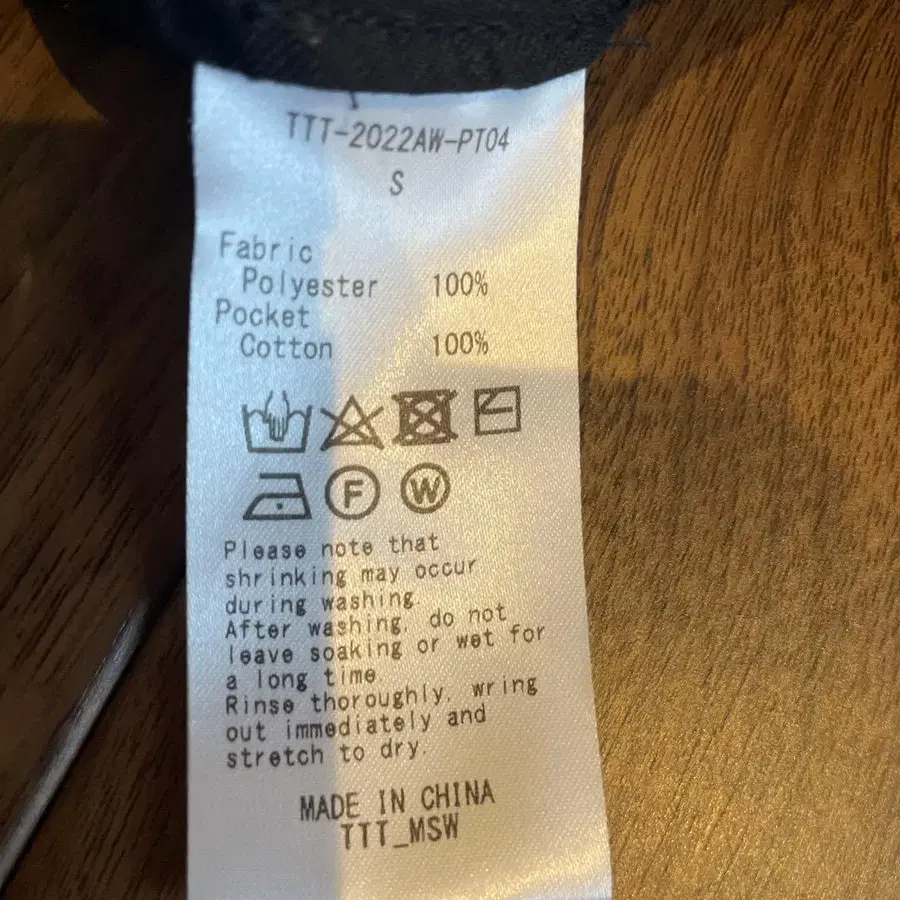 TTT-2022AW-PT04
S
Fabric
Polyester 100%
Pocket
Cotton 100%
F W
Please note that
shrinking may occur
during washing.
After washing, do not
leave soaking or wet for
a long time.
Rinse thoroughly, wring
out immediately and
stretch to dry.
MADE IN CHINA
TTT_MSW